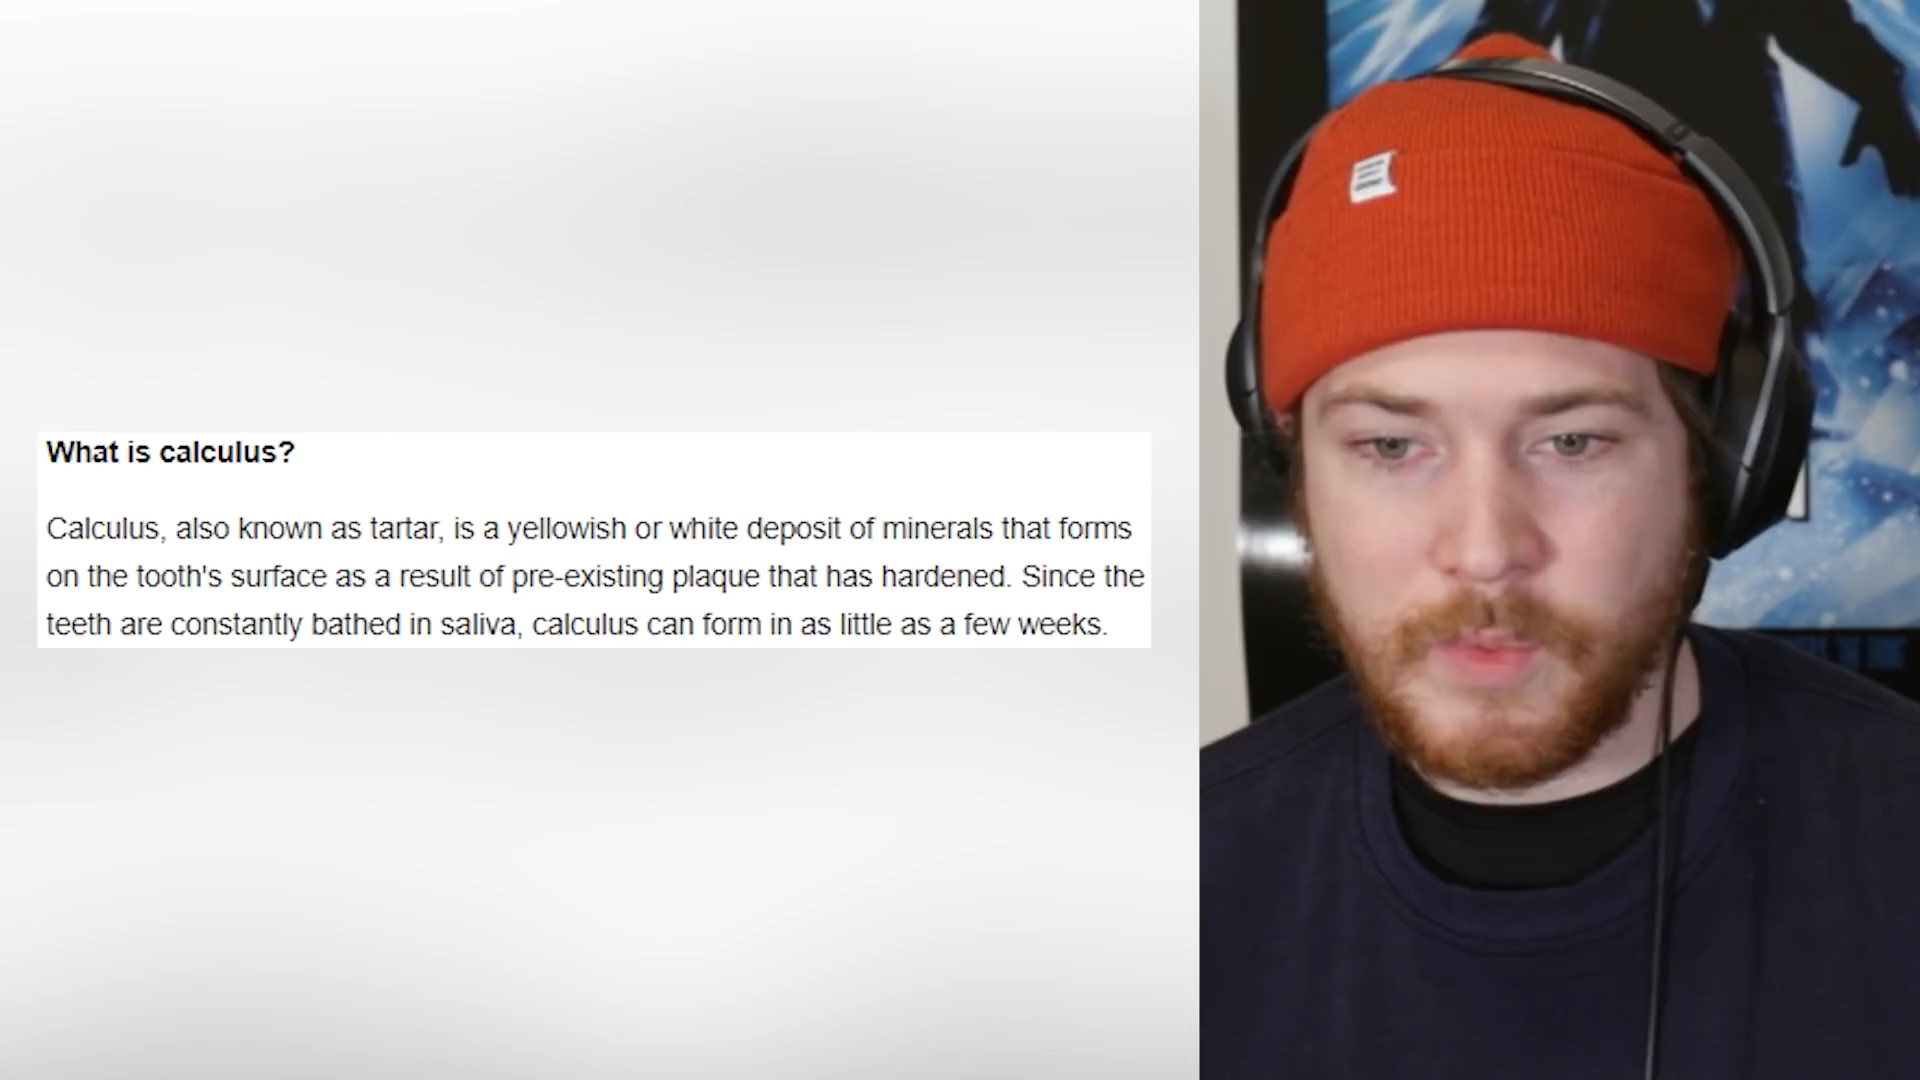 What is calculus?
Calculus, also known as tartar, is a yellowish or white deposit of minerals that forms
on the tooth's surface as a result of pre-existing plaque that has hardened. Since the
teeth are constantly bathed in saliva, calculus can form in as little as a few weeks.